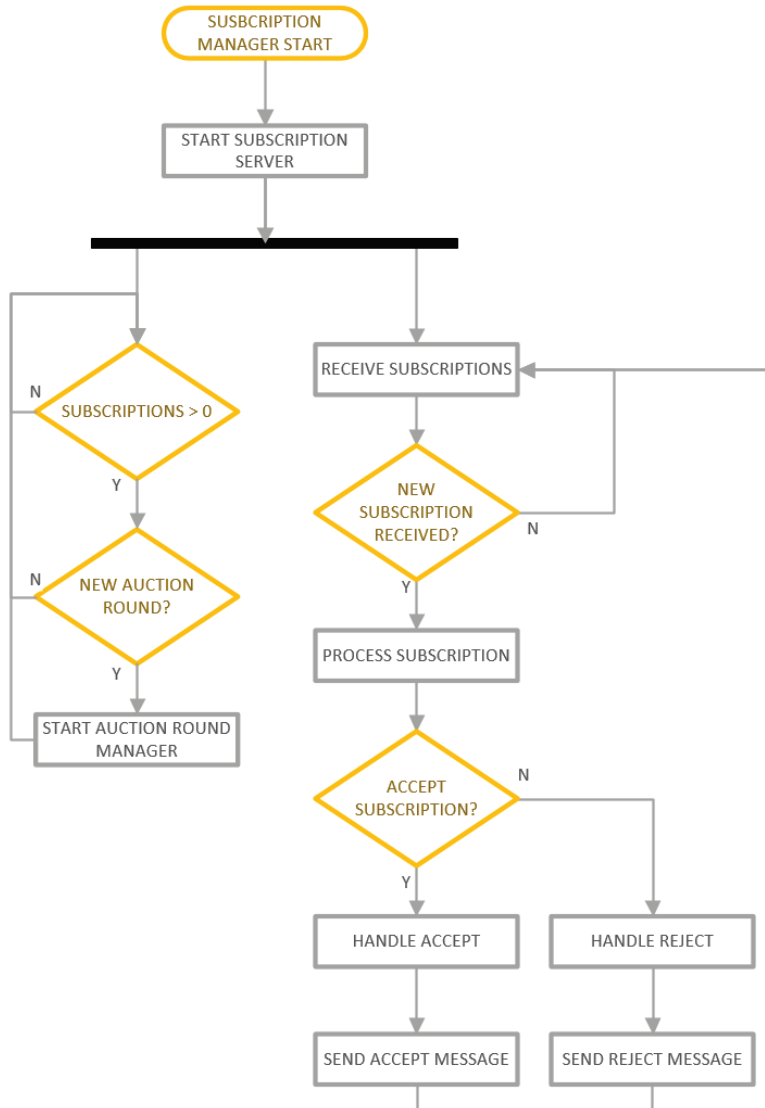 SUSBCRIPTION
MANAGER START
START SUBSCRIPTION
SERVER
SUBSCRIPTIONS > 0
N
Y
NEW AUCTION
ROUND?
N
Y
START AUCTION ROUND
MANAGER
RECEIVE SUBSCRIPTIONS
NEW
SUBSCRIPTION
RECEIVED?
N
Y
PROCESS SUBSCRIPTION
ACCEPT
SUBSCRIPTION?
N
Y
HANDLE ACCEPT
HANDLE REJECT
SEND ACCEPT MESSAGE
SEND REJECT MESSAGE